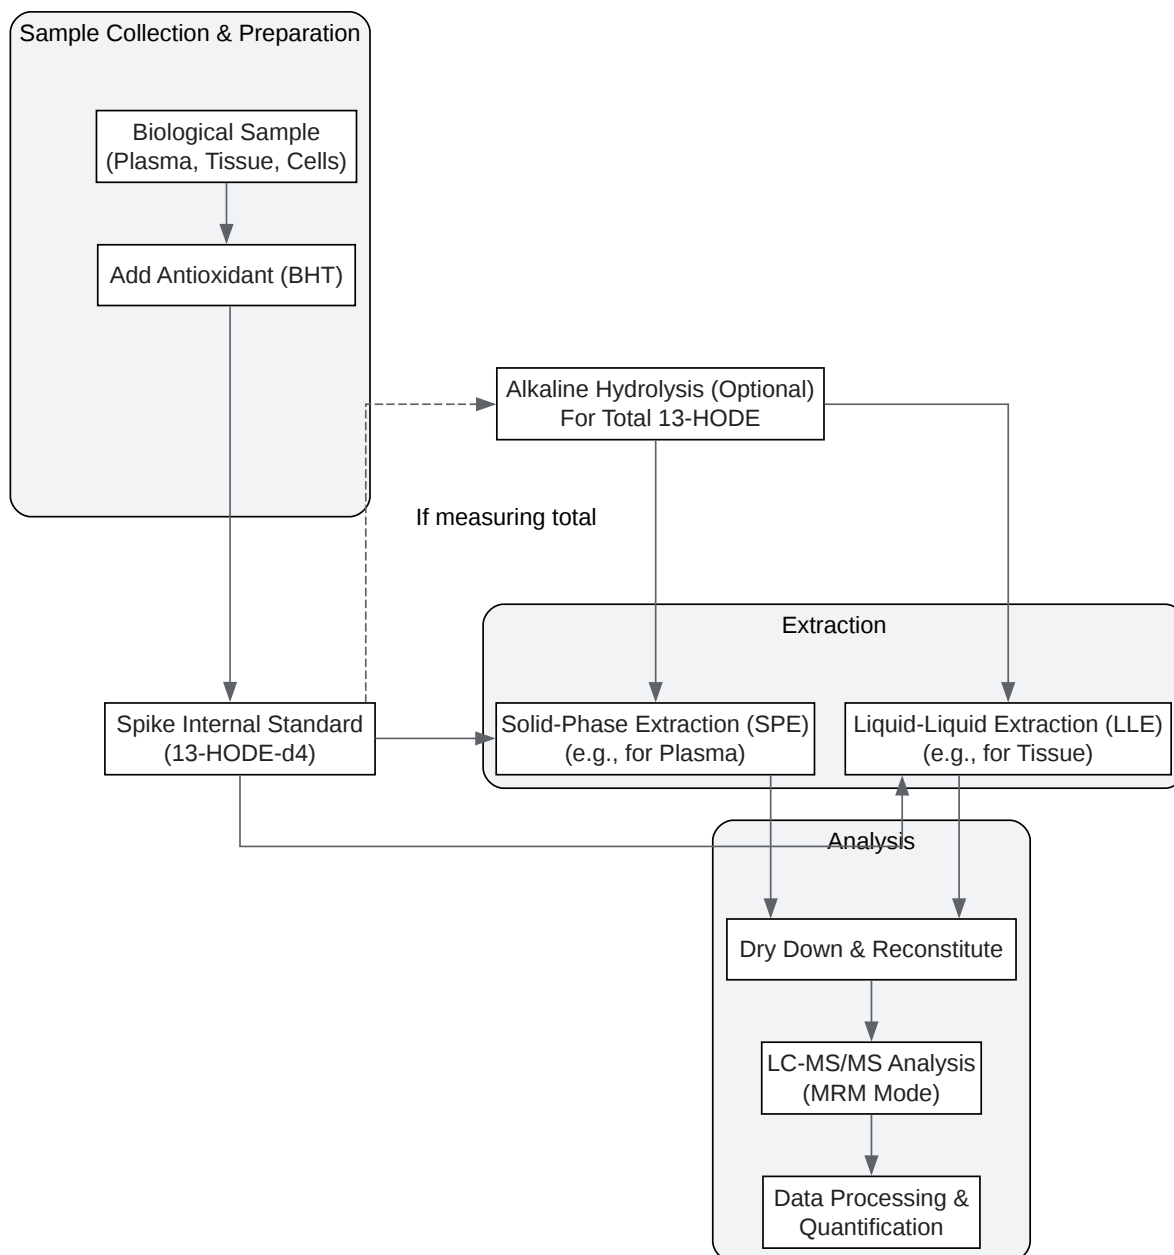 Sample Collection & Preparation
Biological Sample
(Plasma, Tissue, Cells)
Add Antioxidant (BHT)
Alkaline Hydrolysis (Optional)
For Total 13-HODE
If measuring total
Extraction
Spike Internal Standard
(13-HODE-d4)
Solid-Phase Extraction (SPE)
(e.g., for Plasma)
Liquid-Liquid Extraction (LLE)
(e.g., for Tissue)
Analysis
Dry Down & Reconstitute
LC-MS/MS Analysis
(MRM Mode)
Data Processing &
Quantification